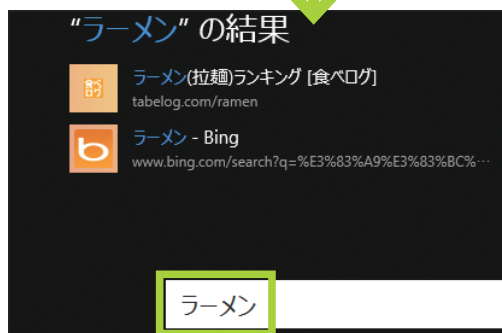 “ラーメン” の結果
ラーメン(拉麺)ランキング [食べログ]
tabelog.com/ramen
ラーメン - Bing
www.bing.com/search?q=%E3%83%A9%E3%83%BC%…
ラーメン